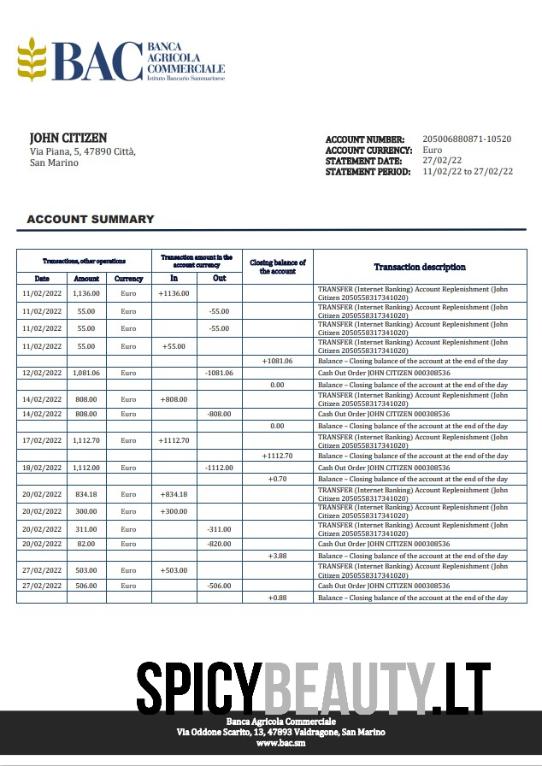 BAC BANCA
AGRICOLA
COMMERCIALE
Istituto Bancario Sammarinese
JOHN CITIZEN
Via Piana, 5, 47890 Città,
San Marino
ACCOUNT NUMBER: 205006880871-10520
ACCOUNT CURRENCY: Euro
STATEMENT DATE: 27/02/22
STATEMENT PERIOD: 11/02/22 to 27/02/22
ACCOUNT SUMMARY
Transactions, other operations
Transaction amount in the
account currency
Closing balance of
the account
Transaction description
Date Amount Currency In Out
11/02/2022 1,136.00 Euro +1136.00 TRANSFER (Internet Banking) Account Replenishment (John
Citizen 2050558317341020)
11/02/2022 55.00 Euro -55.00 TRANSFER (Internet Banking) Account Replenishment (John
Citizen 2050558317341020)
11/02/2022 55.00 Euro -55.00 TRANSFER (Internet Banking) Account Replenishment (John
Citizen 2050558317341020)
11/02/2022 55.00 Euro +55.00 TRANSFER (Internet Banking) Account Replenishment (John
Citizen 2050558317341020)
+1081.06 Balance – Closing balance of the account at the end of the day
12/02/2022 1,081.06 Euro -1081.06 Cash Out Order JOHN CITIZEN 000308536
0.00 Balance – Closing balance of the account at the end of the day
14/02/2022 808.00 Euro +808.00 TRANSFER (Internet Banking) Account Replenishment (John
Citizen 2050558317341020)
14/02/2022 808.00 Euro -808.00 Cash Out Order JOHN CITIZEN 000308536
0.00 Balance – Closing balance of the account at the end of the day
17/02/2022 1,112.70 Euro +1112.70 TRANSFER (Internet Banking) Account Replenishment (John
Citizen 2050558317341020)
+1112.70 Balance – Closing balance of the account at the end of the day
18/02/2022 1,112.00 Euro -1112.00 Cash Out Order JOHN CITIZEN 000308536
+0.70 Balance – Closing balance of the account at the end of the day
20/02/2022 834.18 Euro +834.18 TRANSFER (Internet Banking) Account Replenishment (John
Citizen 2050558317341020)
20/02/2022 300.00 Euro +300.00 TRANSFER (Internet Banking) Account Replenishment (John
Citizen 2050558317341020)
20/02/2022 311.00 Euro -311.00 TRANSFER (Internet Banking) Account Replenishment (John
Citizen 2050558317341020)
20/02/2022 82.00 Euro -820.00 Cash Out Order JOHN CITIZEN 000308536
+3.88 Balance – Closing balance of the account at the end of the day
27/02/2022 503.00 Euro +503.00 TRANSFER (Internet Banking) Account Replenishment (John
Citizen 2050558317341020)
27/02/2022 506.00 Euro -506.00 Cash Out Order JOHN CITIZEN 000308536
+0.88 Balance – Closing balance of the account at the end of the day
SPICYBEAUTY.LT
Banca Agricola Commerciale
Via Oddone Scarito, 13, 47893 Valdragone, San Marino
www.bac.sm